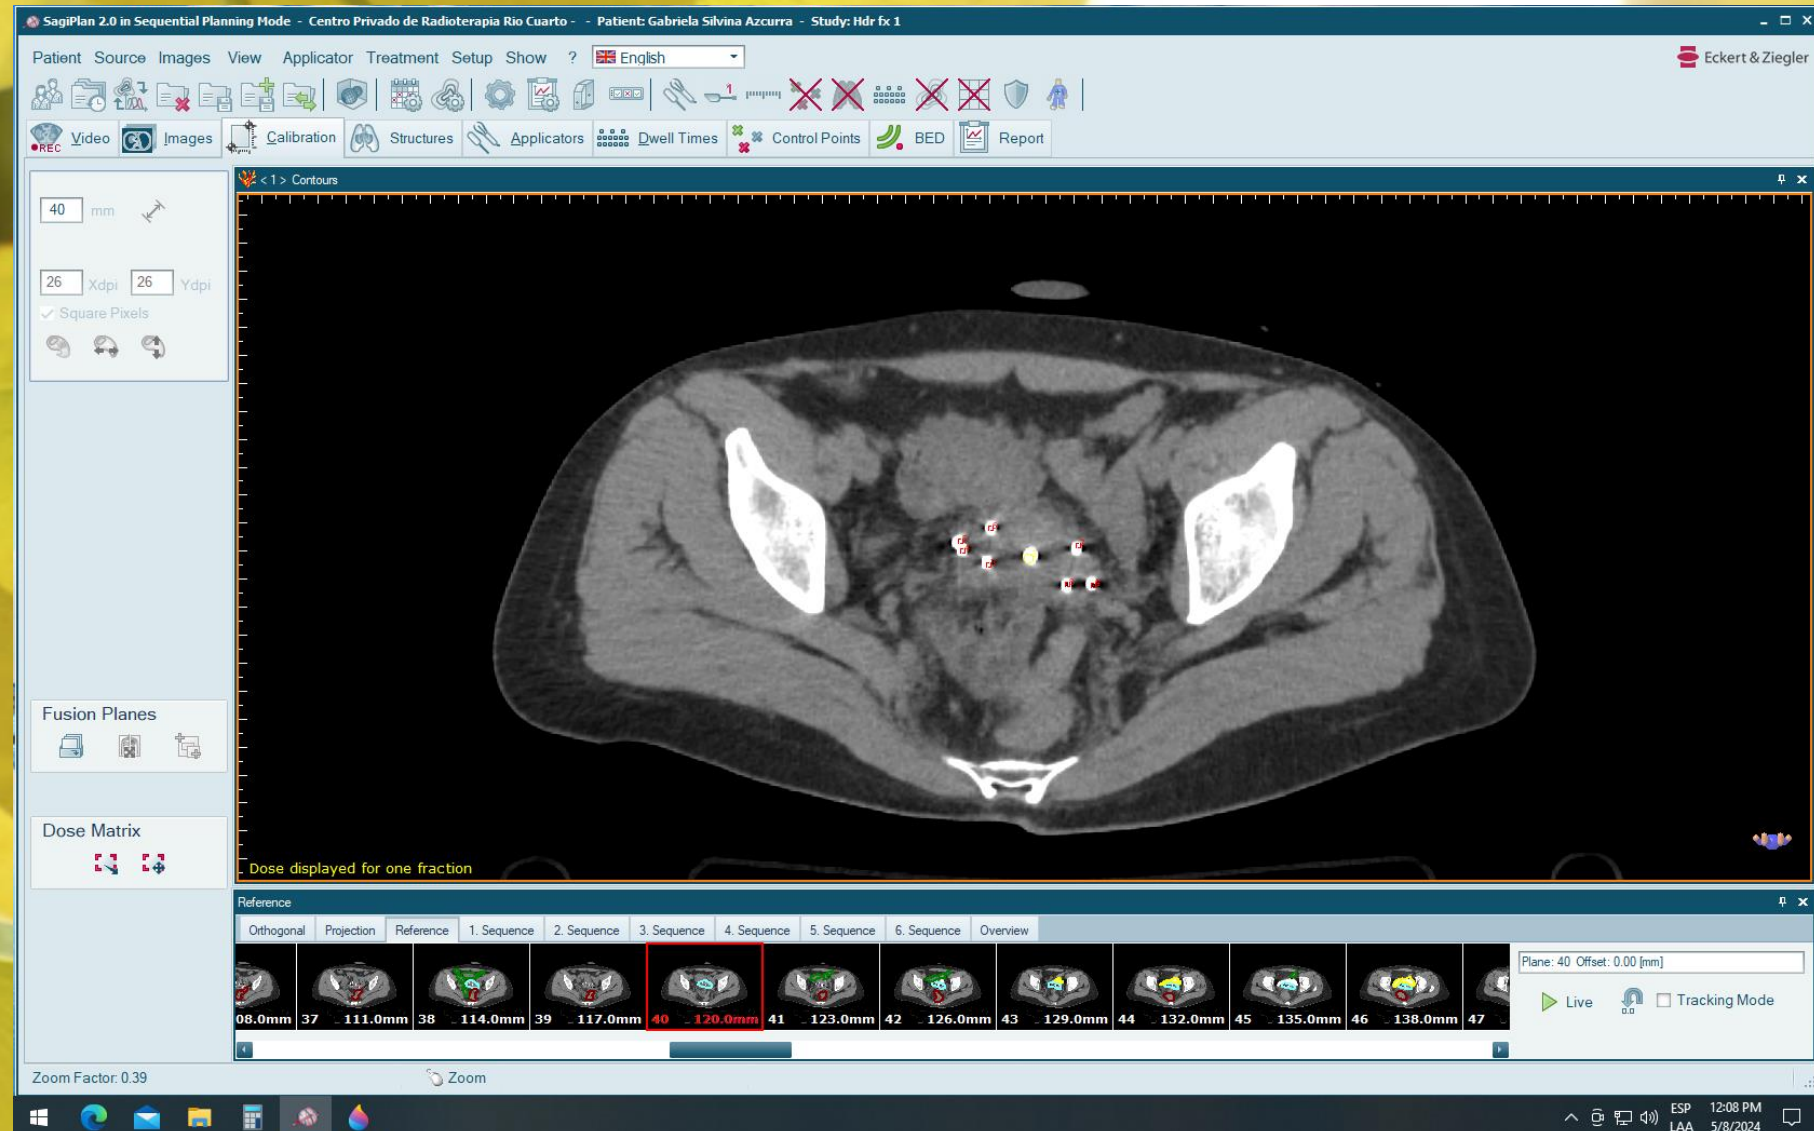 SagiPlan 2.0 in Sequential Planning Mode - Centro Privado de Radioterapia Rio Cuarto - - Patient: Gabriela Silvina Azcurra - Study: Hdr fx 1
Patient Source Images View Applicator Treatment Setup Show ? English
Eckert & Ziegler
REC Video Images Calibration Structures Applicators Dwell Times Control Points BED Report
< 1 > Contours
40 mm
26 Xdpi 26 Ydpi
Square Pixels
Fusion Planes
Dose Matrix
Dose displayed for one fraction
Reference
Orthogonal Projection Reference 1. Sequence 2. Sequence 3. Sequence 4. Sequence 5. Sequence 6. Sequence Overview
08.0mm 37 111.0mm 38 114.0mm 39 117.0mm 40 120.0mm 41 123.0mm 42 126.0mm 43 129.0mm 44 132.0mm 45 135.0mm 46 138.0mm 47
Plane: 40 Offset: 0.00 [mm]
Live 0.0 Tracking Mode
Zoom Factor: 0.39 Zoom
ESP 12:08 PM
LAA 5/8/2024